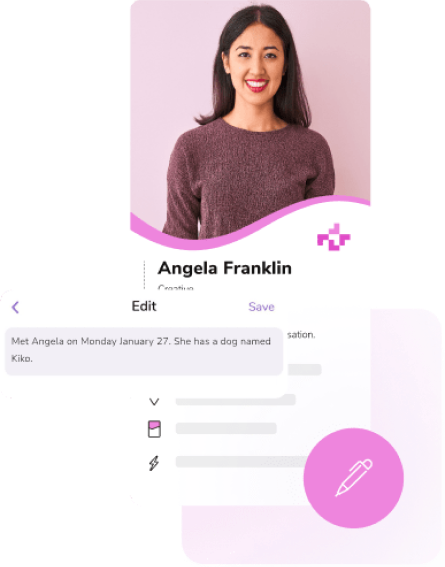 Angela Franklin
Creative
Edit
Save
Met Angela on Monday January 27. She has a dog named
Kiko.
sation.